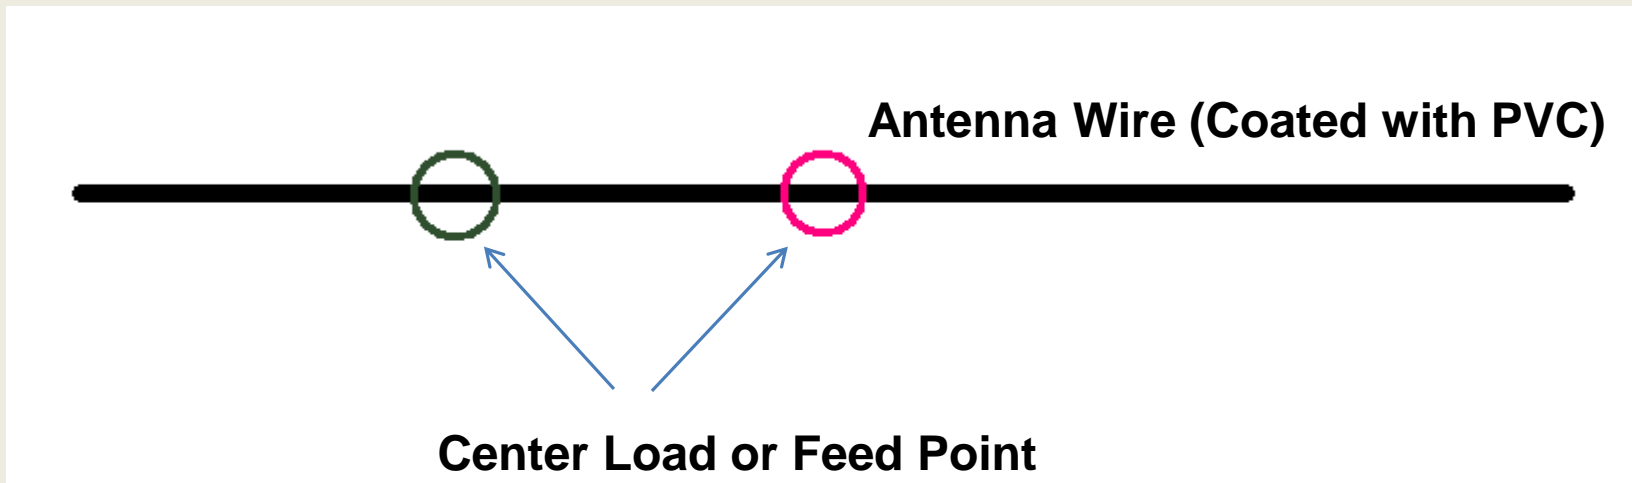 Antenna Wire (Coated with PVC)
Center Load or Feed Point